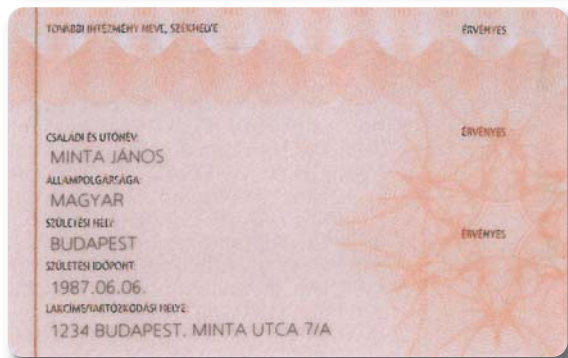 TOVÁBBI INTÉZMÉNY NEVE, SZÉKHELYE ÉRVÉNYES
CSALÁDI ÉS UTÓNÉV: ÉRVÉNYES
MINTA JÁNOS
ÁLLAMPOLGÁRSÁGA:
MAGYAR
SZÜLETÉSI HELY: ÉRVÉNYES
BUDAPEST
SZÜLETÉSI IDŐPONT:
1987.06.06.
LAKCÍME/TARTÓZKODÁSI HELYE:
1234 BUDAPEST, MINTA UTCA 7/A